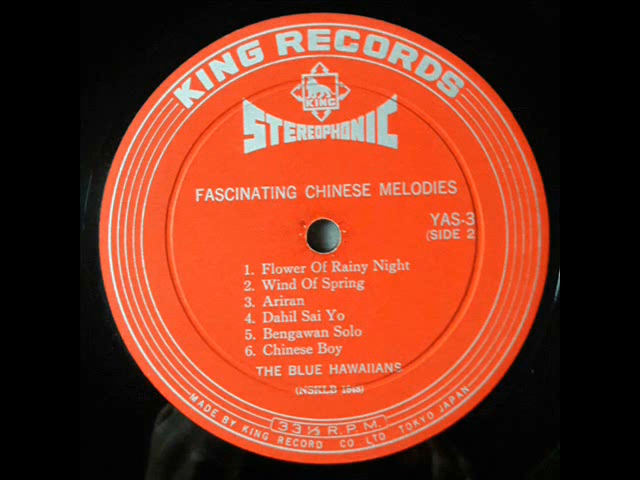 KING RECORDS
KING
STEREOPHONIC
FASCINATING CHINESE MELODIES
YAS-3
(SIDE 2
1. Flower Of Rainy Night
2. Wind Of Spring
3. Ariran
4. Dahil Sai Yo
5. Bengawan Solo
6. Chinese Boy
THE BLUE HAWAIIANS
(NSKLB 1548)
33⅓ R.P.M.
MADE BY KING RECORD CO LTD TOKYO JAPAN